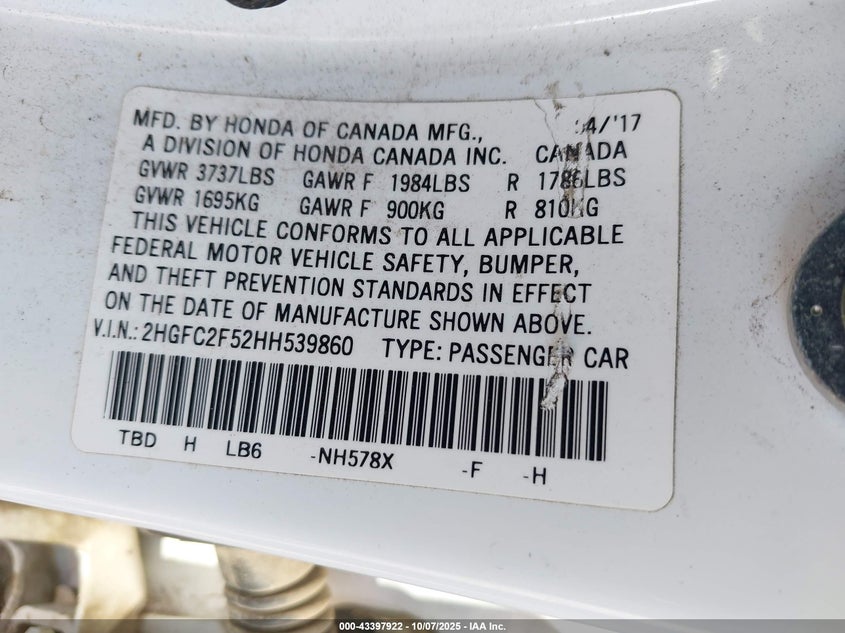 MFD. BY HONDA OF CANADA MFG., 4/'17
A DIVISION OF HONDA CANADA INC. CANADA
GVWR 3737LBS GAWR F 1984LBS R 1786LBS
GVWR 1695KG GAWR F 900KG R 810KG
THIS VEHICLE CONFORMS TO ALL APPLICABLE
FEDERAL MOTOR VEHICLE SAFETY, BUMPER,
AND THEFT PREVENTION STANDARDS IN EFFECT
ON THE DATE OF MANUFACTURE SHOWN ABOVE.
V.I.N.: 2HGFC2F52HH539860 TYPE: PASSENGER CAR
TBD H LB6 -NH578X -F -H
000-43397922 - 10/07/2025 - IAA Inc.